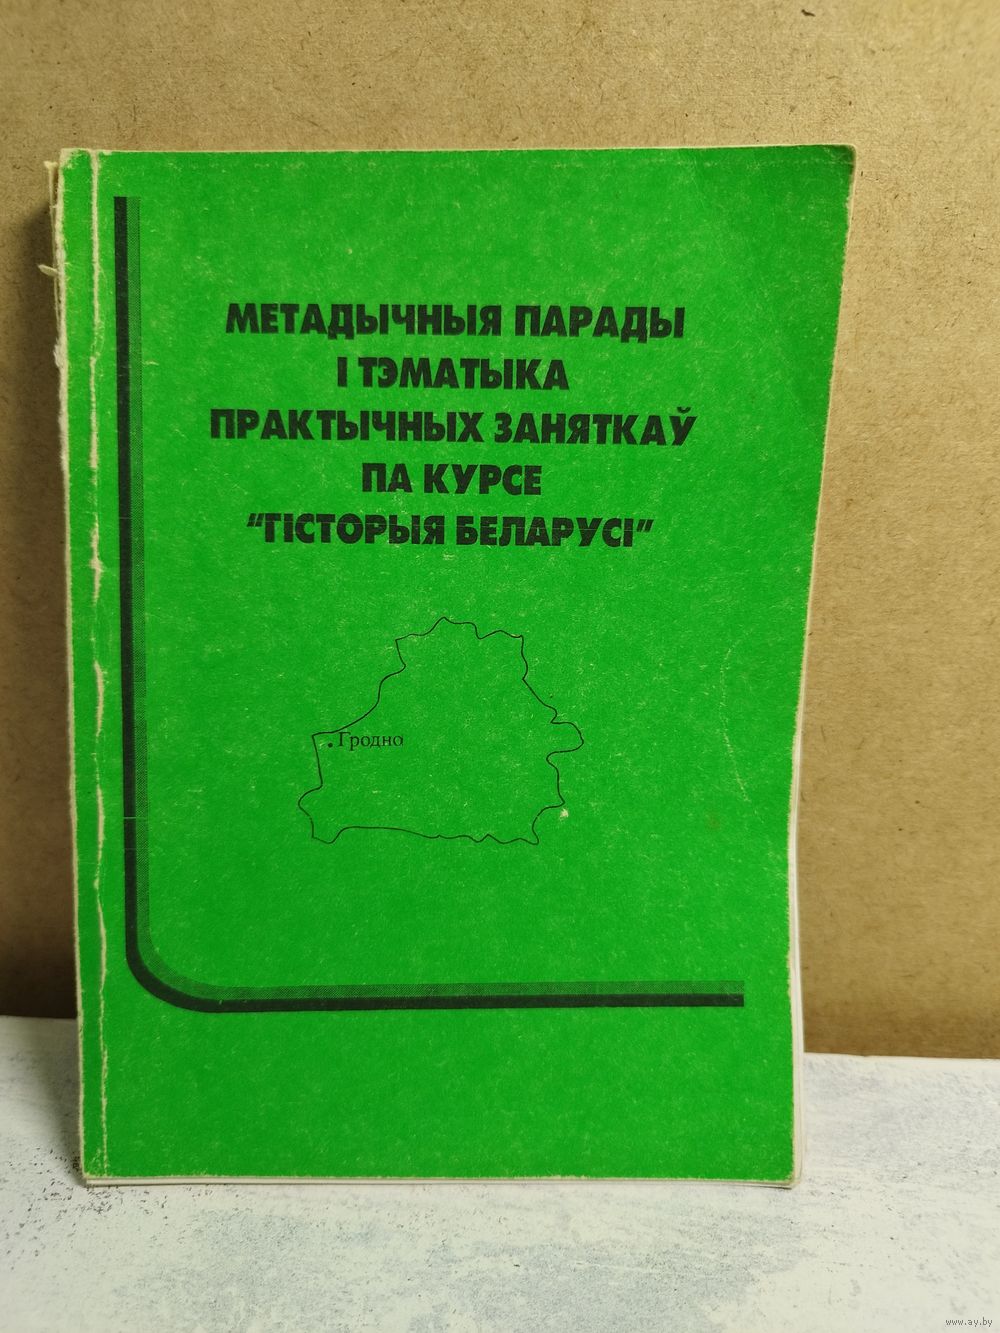 МЕТАДЫЧНЫЯ ПАРАДЫ
І ТЭМАТЫКА
ПРАКТЫЧНЫХ ЗАНЯТКАЎ
ПА КУРСЕ
"ГІСТОРЫЯ БЕЛАРУСІ"
Гродно
www.ay.by